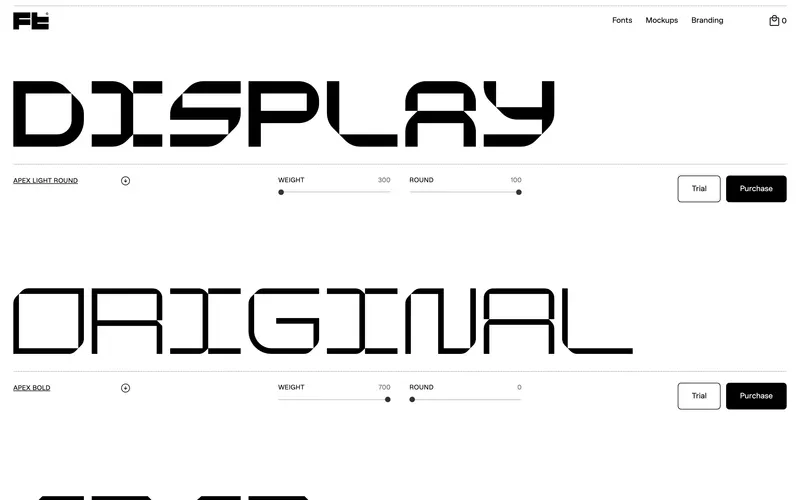 Ft
Fonts Mockups Branding 0
DISPLAY
APEX LIGHT ROUND WEIGHT 300 ROUND 100 Trial Purchase
ORIGINAL
APEX BOLD WEIGHT 700 ROUND 0 Trial Purchase